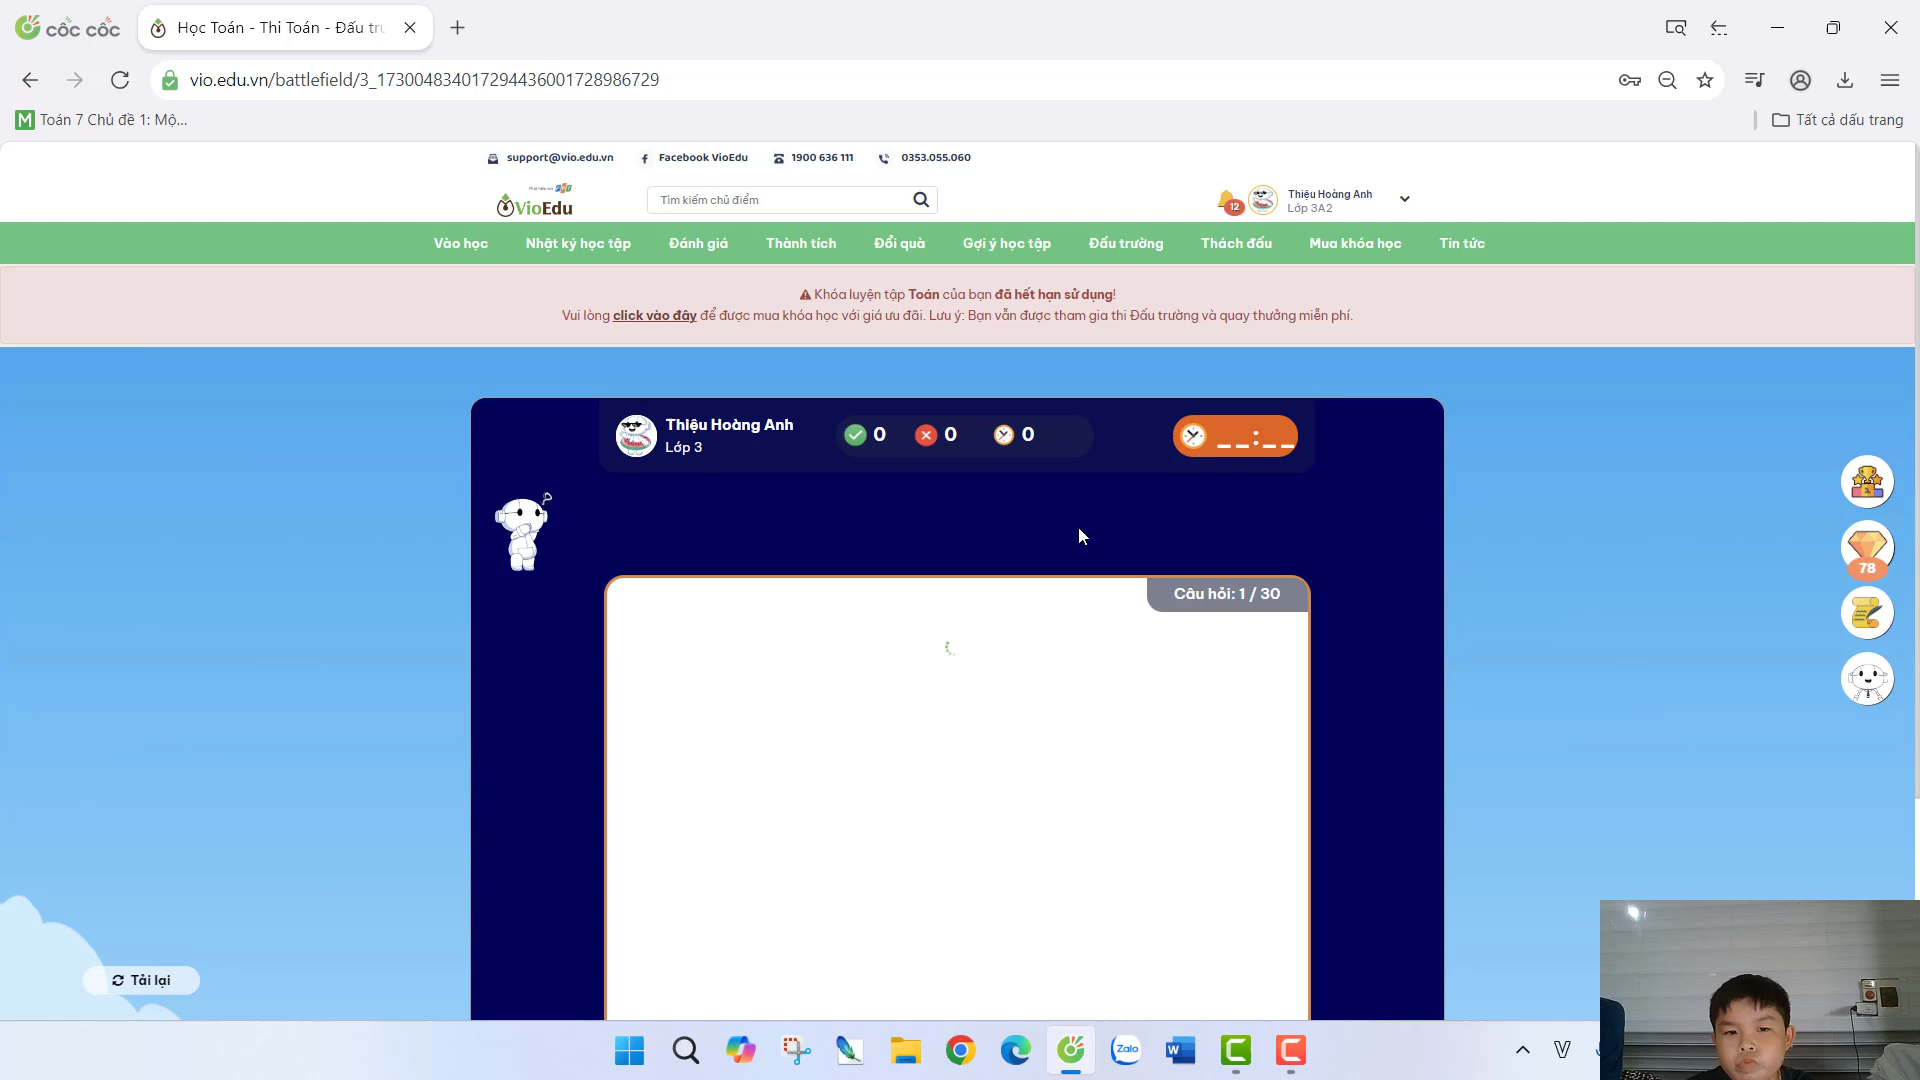 cốc cốc
Học Toán - Thi Toán - Đấu trư
vio.edu.vn/battlefield/3_1730048340172944360017289867​29
Toán 7 Chủ đề 1: Mộ...
Tất cả dấu trang
support@vio.edu.vn
Facebook VioEdu
1900 636 111
0353.055.060
VioEdu
Tìm kiếm chủ điểm
12
Thiệu Hoàng Anh
Lớp 3A2
Vào học
Nhật ký học tập
Đánh giá
Thành tích
Đổi quà
Gợi ý học tập
Đấu trường
Thách đấu
Mua khóa học
Tin tức
Khóa luyện tập Toán của bạn đã hết hạn sử dụng!
Vui lòng click vào đây để được mua khóa học với giá ưu đãi. Lưu ý: Bạn vẫn được tham gia thi Đấu trường và quay thưởng miễn phí.
Thiệu Hoàng Anh
Lớp 3
0
0
0
_ _:_ _
Câu hỏi: 1 / 30
78
Tải lại
Zalo